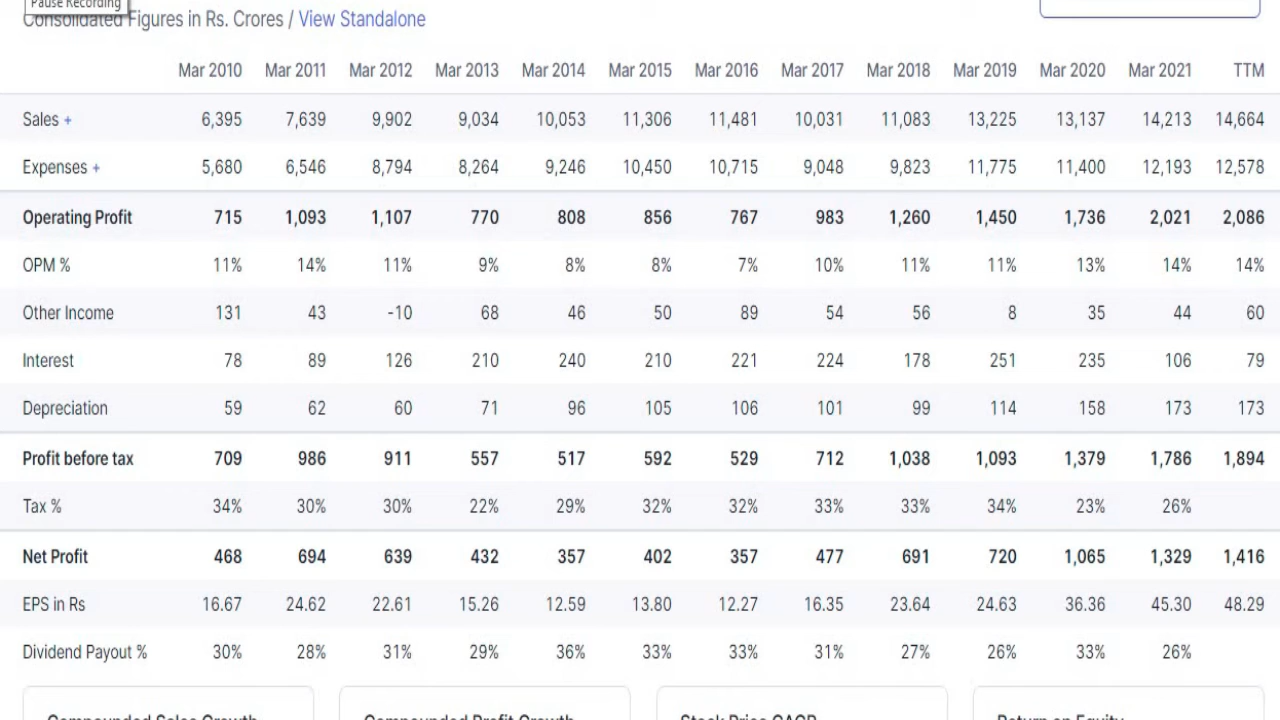 Pause Recording
Consolidated Figures in Rs. Crores / View Standalone
Mar 2010 Mar 2011 Mar 2012 Mar 2013 Mar 2014 Mar 2015 Mar 2016 Mar 2017 Mar 2018 Mar 2019 Mar 2020 Mar 2021 TTM
Sales + 6,395 7,639 9,902 9,034 10,053 11,306 11,481 10,031 11,083 13,225 13,137 14,213 14,664
Expenses + 5,680 6,546 8,794 8,264 9,246 10,450 10,715 9,048 9,823 11,775 11,400 12,193 12,578
Operating Profit 715 1,093 1,107 770 808 856 767 983 1,260 1,450 1,736 2,021 2,086
OPM % 11% 14% 11% 9% 8% 8% 7% 10% 11% 11% 13% 14% 14%
Other Income 131 43 -10 68 46 50 89 54 56 8 35 44 60
Interest 78 89 126 210 240 210 221 224 178 251 235 106 79
Depreciation 59 62 60 71 96 105 106 101 99 114 158 173 173
Profit before tax 709 986 911 557 517 592 529 712 1,038 1,093 1,379 1,786 1,894
Tax % 34% 30% 30% 22% 29% 32% 32% 33% 33% 34% 23% 26%
Net Profit 468 694 639 432 357 402 357 477 691 720 1,065 1,329 1,416
EPS in Rs 16.67 24.62 22.61 15.26 12.59 13.80 12.27 16.35 23.64 24.63 36.36 45.30 48.29
Dividend Payout % 30% 28% 31% 29% 36% 33% 33% 31% 27% 26% 33% 26%
Compounded Sales Growth Compounded Profit Growth Stock Price CAGR Return on Equity